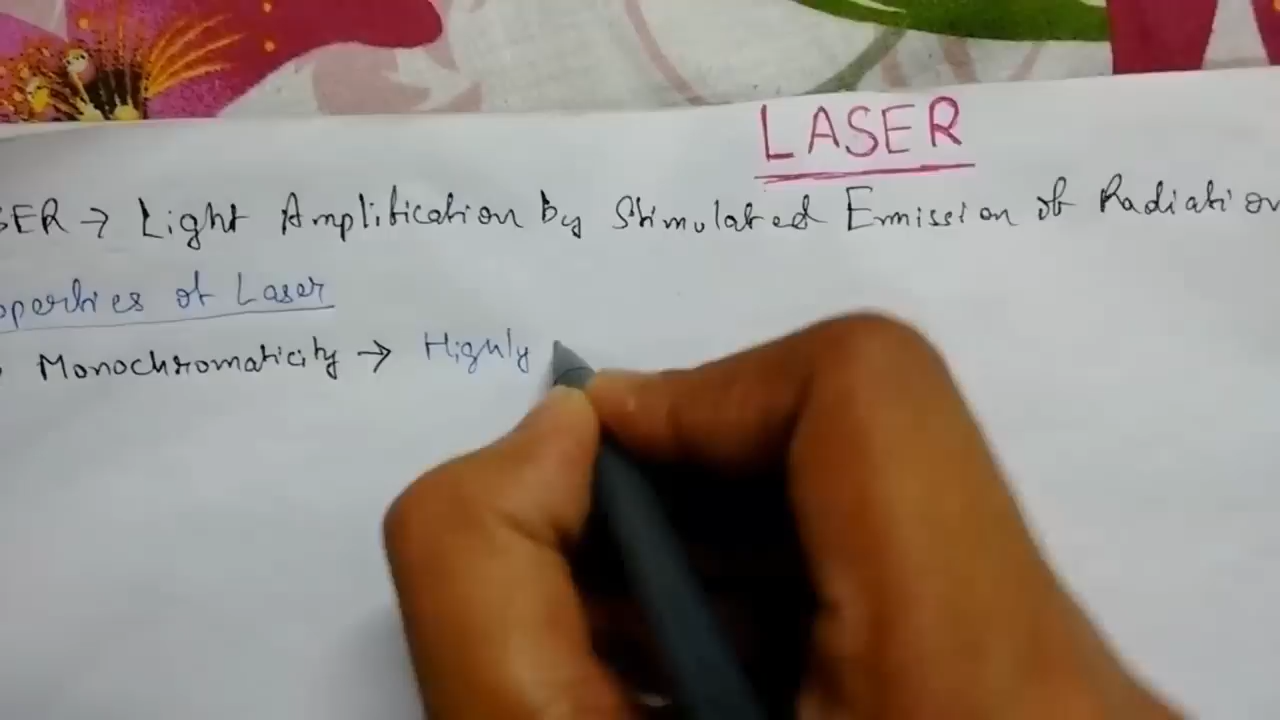 LASER
SER → Light Amplification by Stimulated Emission of Radiation
operties of Laser
Monochromaticity → Highly